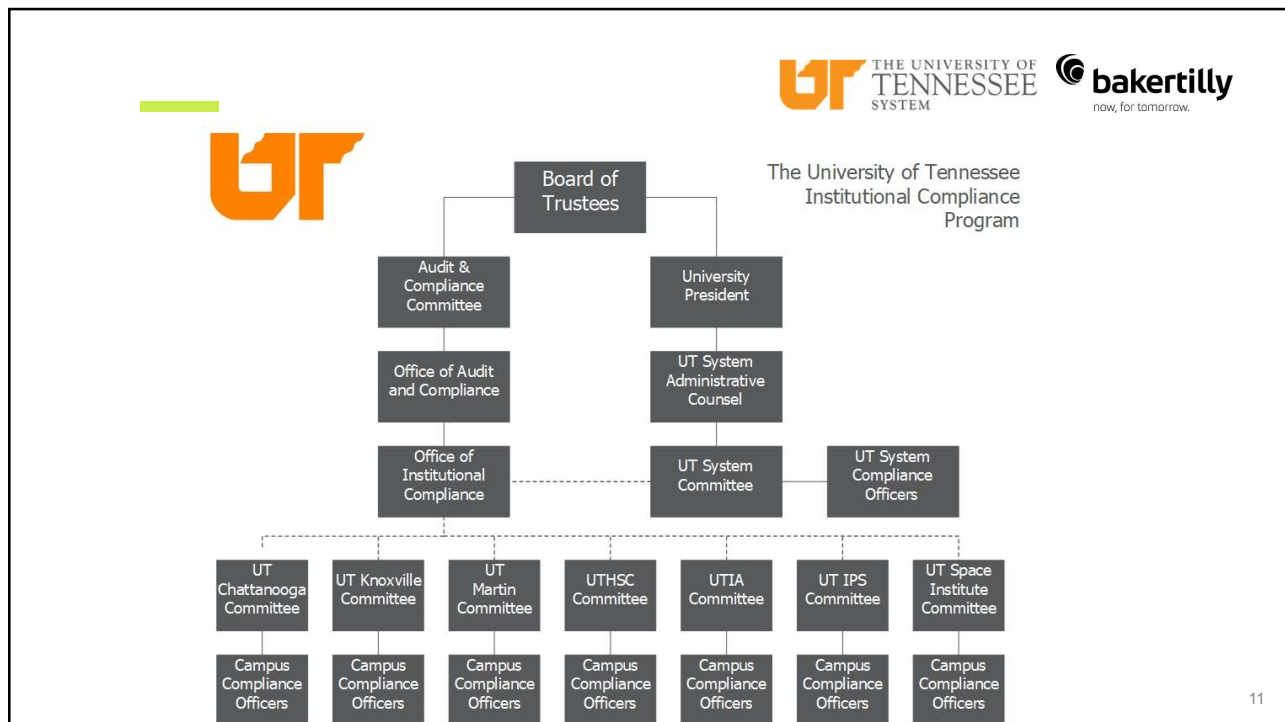 UT THE UNIVERSITY OF
TENNESSEE
SYSTEM
bakertilly
now, for tomorrow.
UT
The University of Tennessee
Institutional Compliance
Program
Board of
Trustees
Audit &
Compliance
Committee
University
President
Office of Audit
and Compliance
UT System
Administrative
Counsel
Office of
Institutional
Compliance
UT System
Committee
UT System
Compliance
Officers
UT
Chattanooga
Committee
UT Knoxville
Committee
UT
Martin
Committee
UTHSC
Committee
UTIA
Committee
UT IPS
Committee
UT Space
Institute
Committee
Campus
Compliance
Officers
Campus
Compliance
Officers
Campus
Compliance
Officers
Campus
Compliance
Officers
Campus
Compliance
Officers
Campus
Compliance
Officers
Campus
Compliance
Officers
11